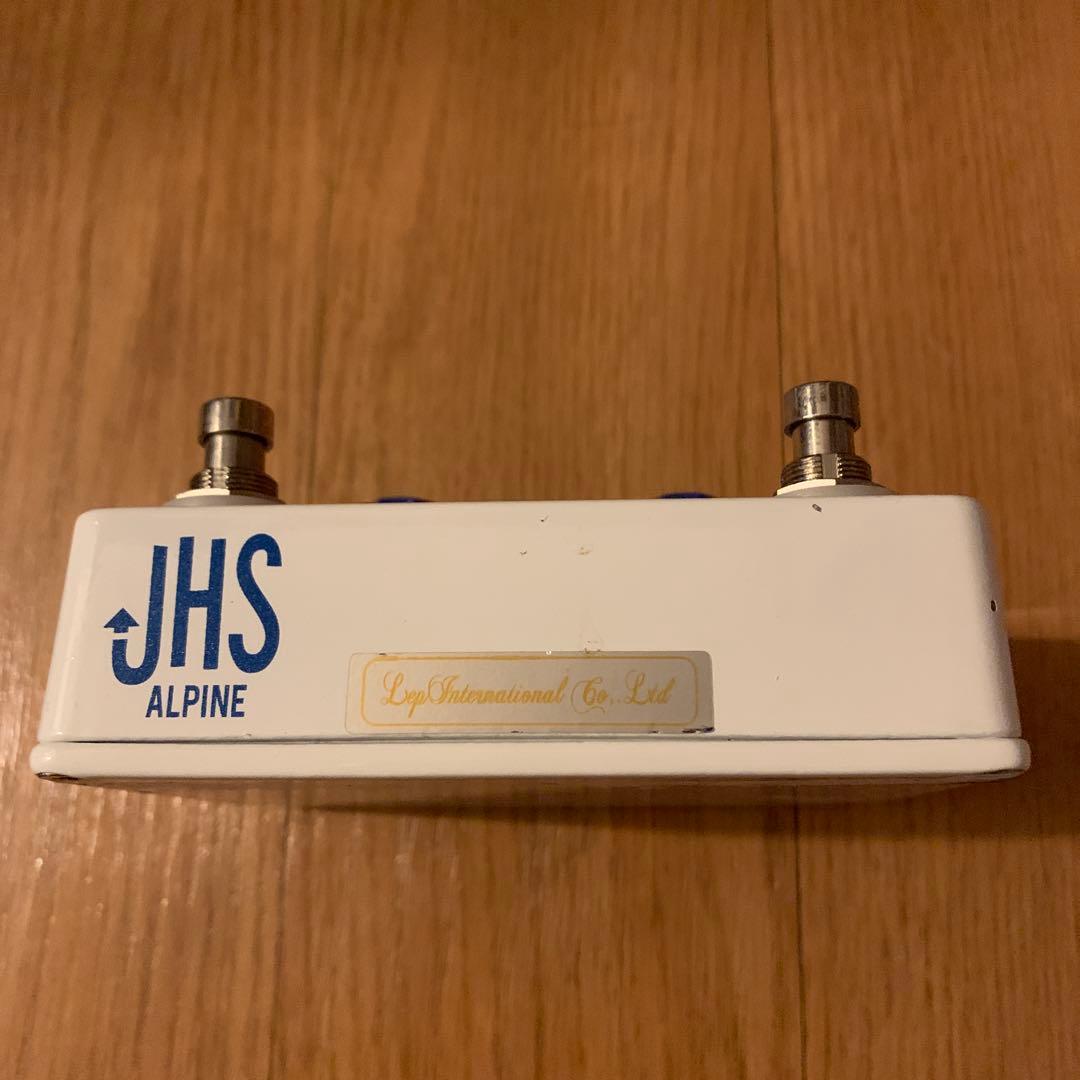 JHS
ALPINE
Lep International Co,.Ltd